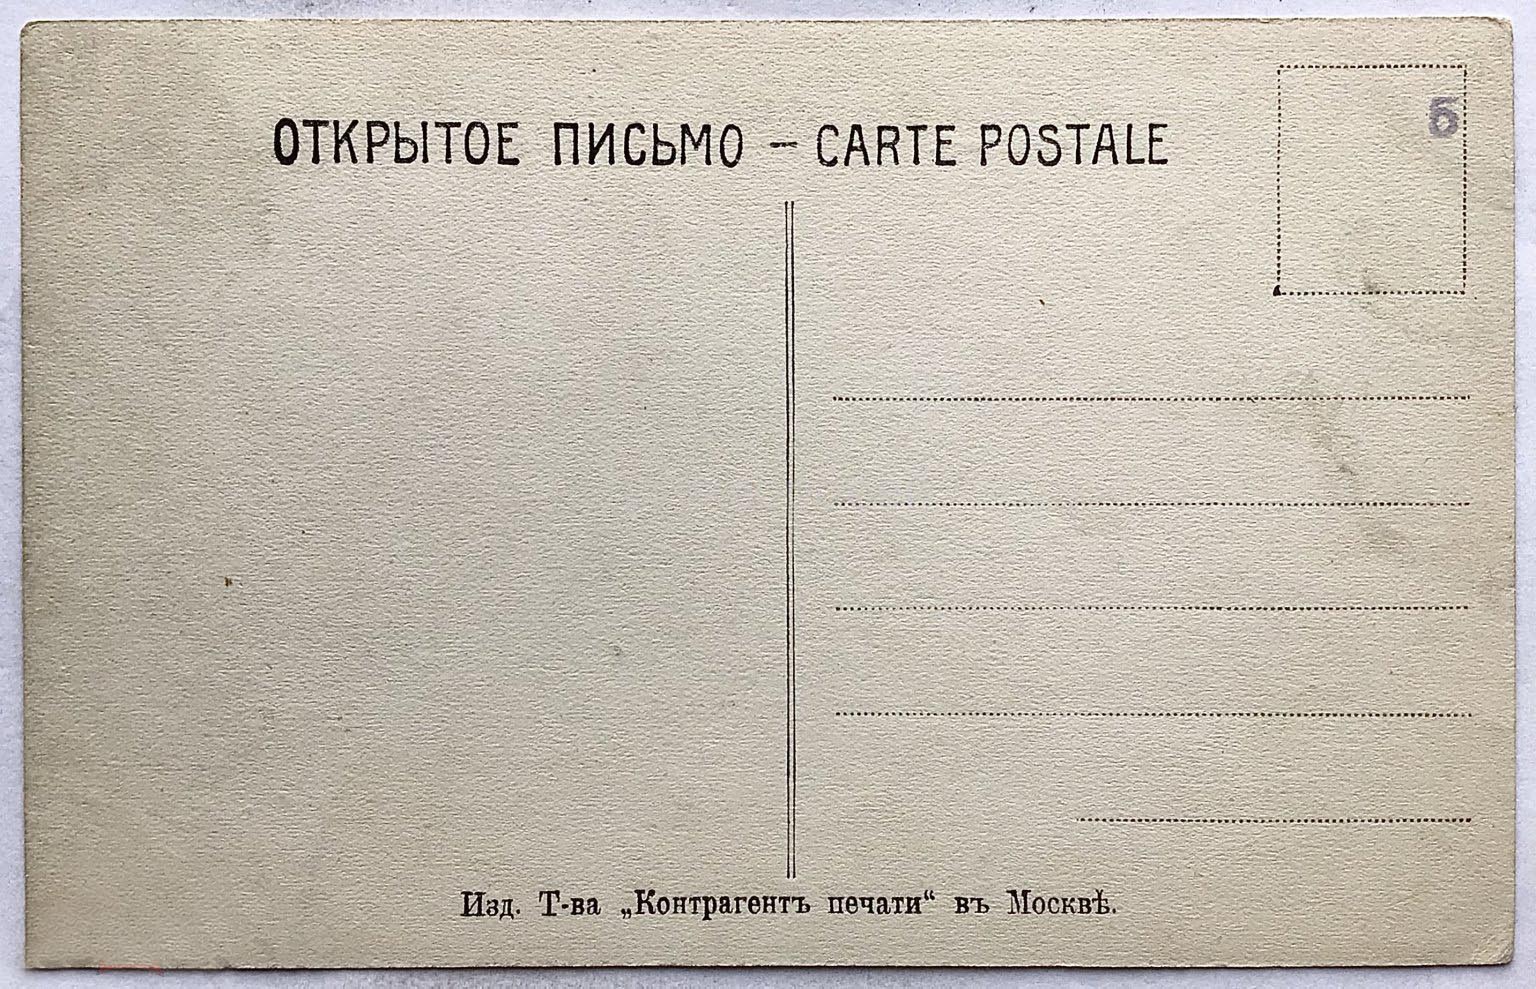 ОТКРЫТОЕ ПИСЬМО — CARTE POSTALE
Б
Изд. Т-ва „Контрагентъ печати“ въ Москвѣ.